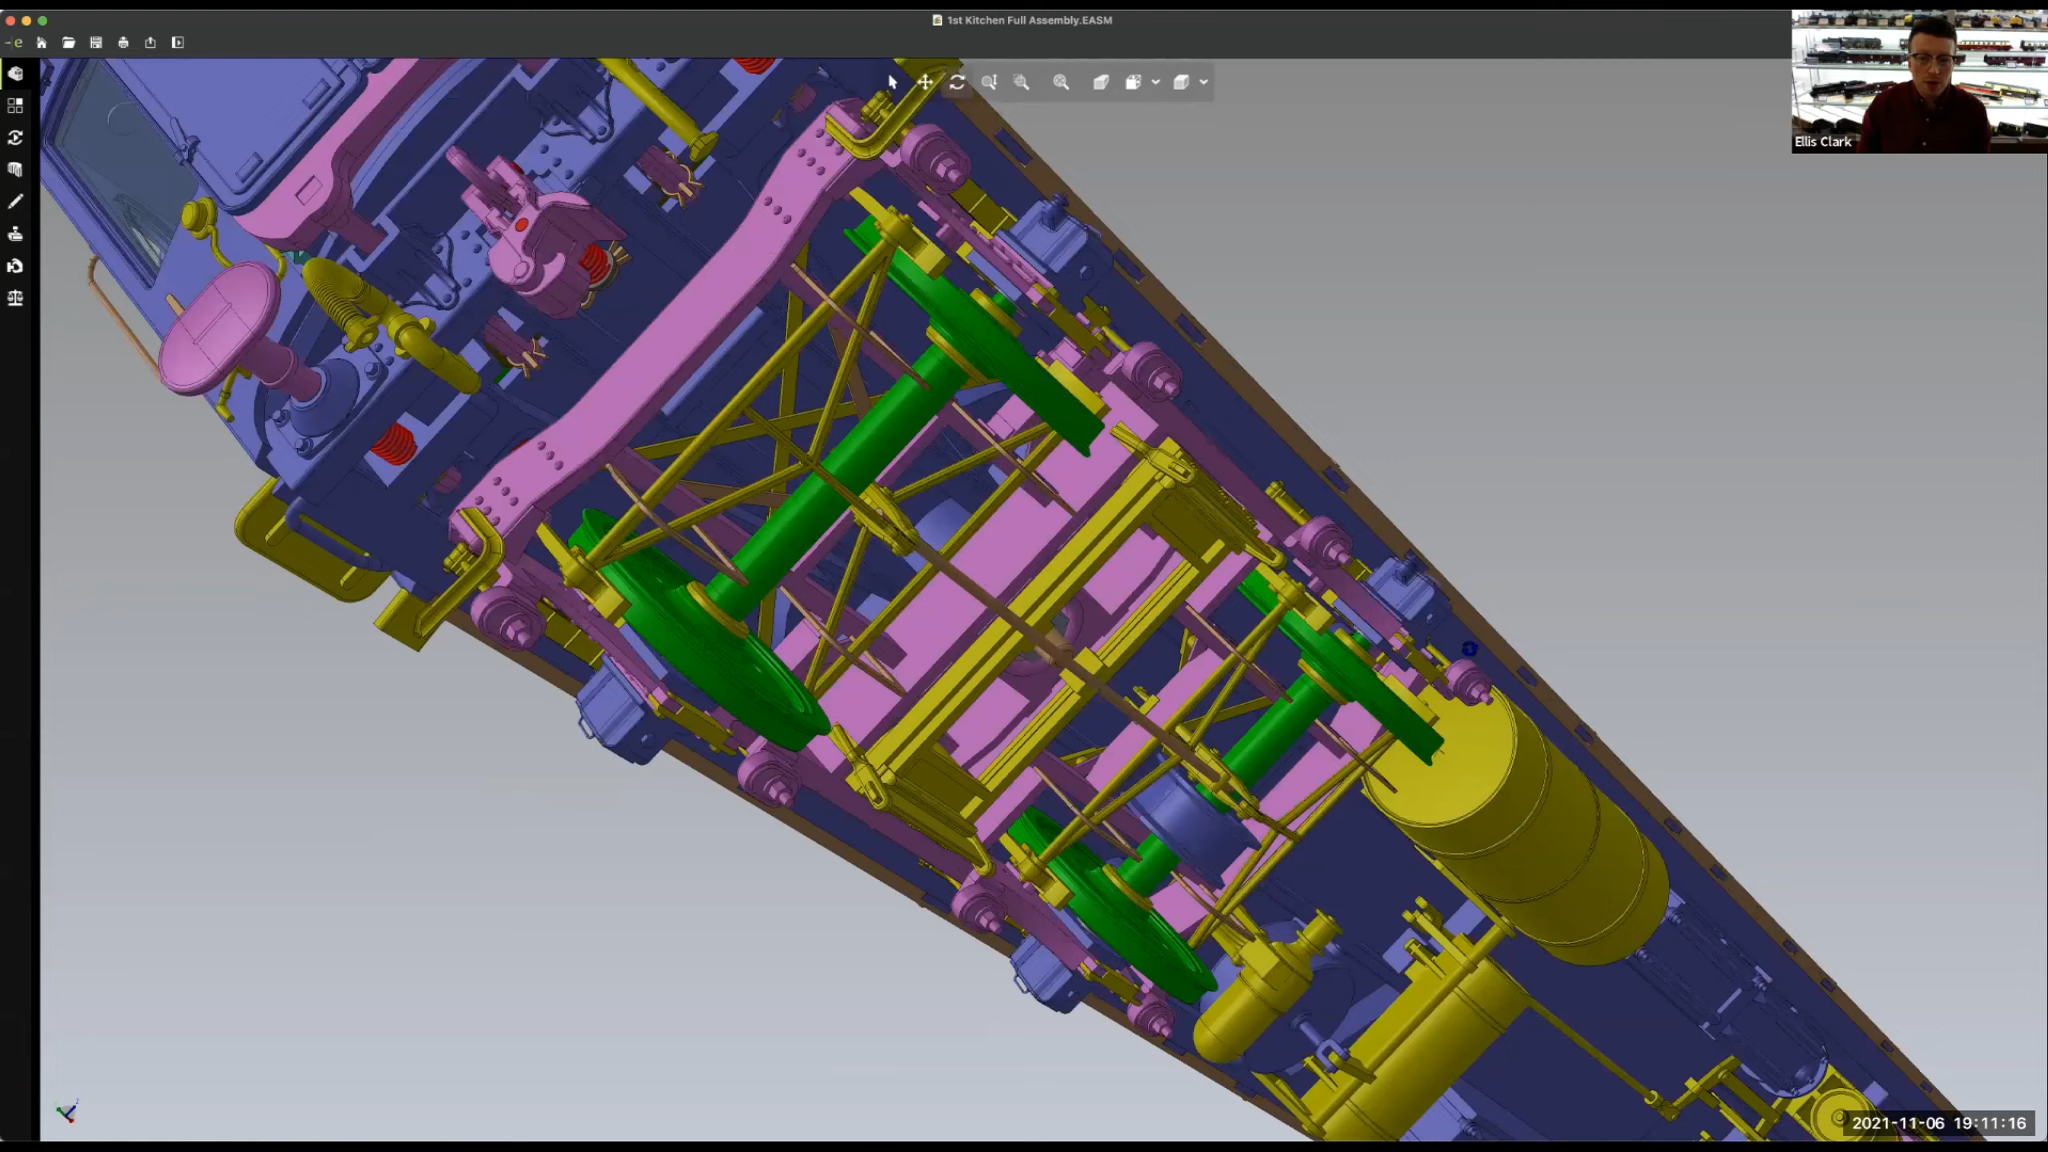 1st Kitchen Full Assembly.EASM
e
Ellis Clark
2021-11-06 19:11:16